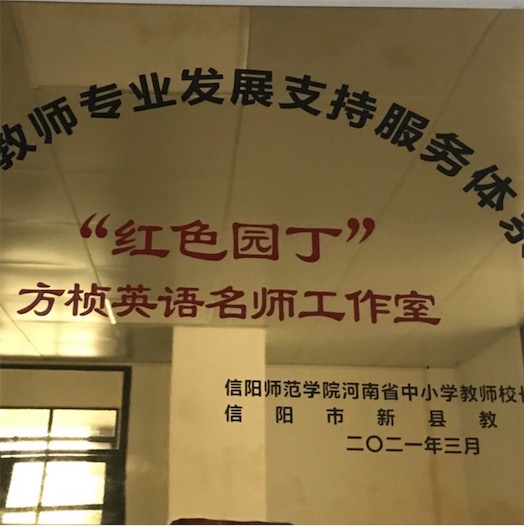 教师专业发展支持服务体系
“红色园丁”
方桢英语名师工作室
信阳师范学院河南省中小学教师校长
信阳市新县教
二〇二一年三月